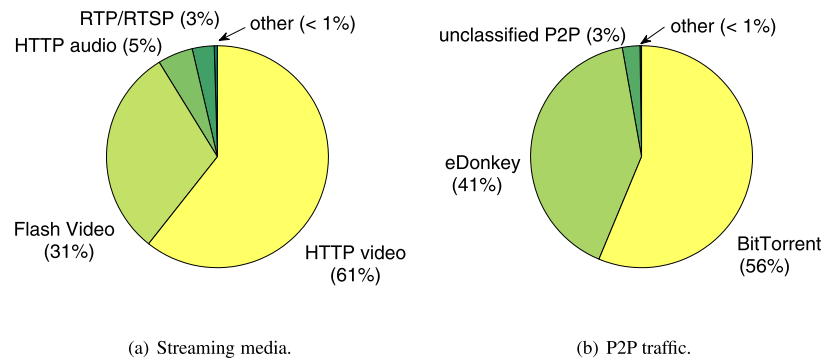 RTP/RTSP (3%)
other (< 1%)
HTTP audio (5%)
Flash Video
(31%)
HTTP video
(61%)
(a) Streaming media.
unclassified P2P (3%)
other (< 1%)
eDonkey
(41%)
BitTorrent
(56%)
(b) P2P traffic.